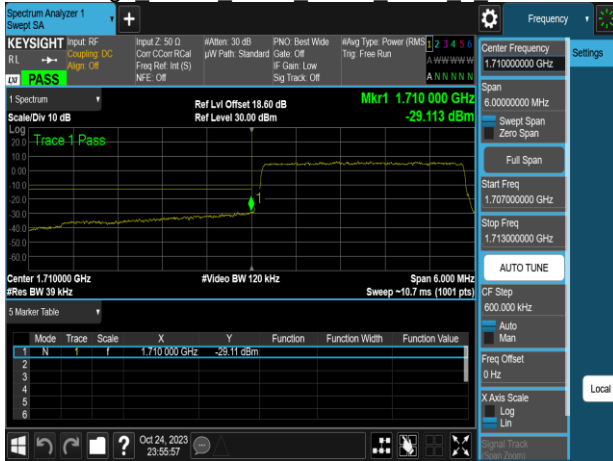 Spectrum Analyzer 1
Swept SA
Frequency
KEYSIGHT
RL
LXI
PASS
Input: RF
Coupling: DC
Align: Off
Input Z: 50 Ω
Corr CCorr RCal
Freq Ref: Int (S)
NFE: Off
#Atten: 30 dB
µW Path: Standard
PNO: Best Wide
Gate: Off
IF Gain: Low
Sig Track: Off
#Avg Type: Power (RMS
Trig: Free Run
1 2 3 4 5 6
A W W W W W
A N N N N N
1 Spectrum
Scale/Div 10 dB
Ref Lvl Offset 18.60 dB
Ref Level 30.00 dBm
Mkr1 1.710 000 GHz
-29.113 dBm
Log
Trace 1 Pass
20.0
10.0
0.00
-10.0
-20.0
-30.0
-40.0
-50.0
-60.0
1
Center 1.710000 GHz
#Res BW 39 kHz
#Video BW 120 kHz
Span 6.000 MHz
Sweep ~10.7 ms (1001 pts)
5 Marker Table
Mode Trace Scale X Y Function Function Width Function Value
1 N 1 f 1.710 000 GHz -29.11 dBm
2
3
4
5
6
?
Oct 24, 2023
23:55:57
Center Frequency
1.710000000 GHz
Span
6.00000000 MHz
Swept Span
Zero Span
Full Span
Start Freq
1.707000000 GHz
Stop Freq
1.713000000 GHz
AUTO TUNE
CF Step
600.000 kHz
Auto
Man
Freq Offset
0 Hz
X Axis Scale
Log
Lin
Signal Track
(Span Zoom)
Settings
Local